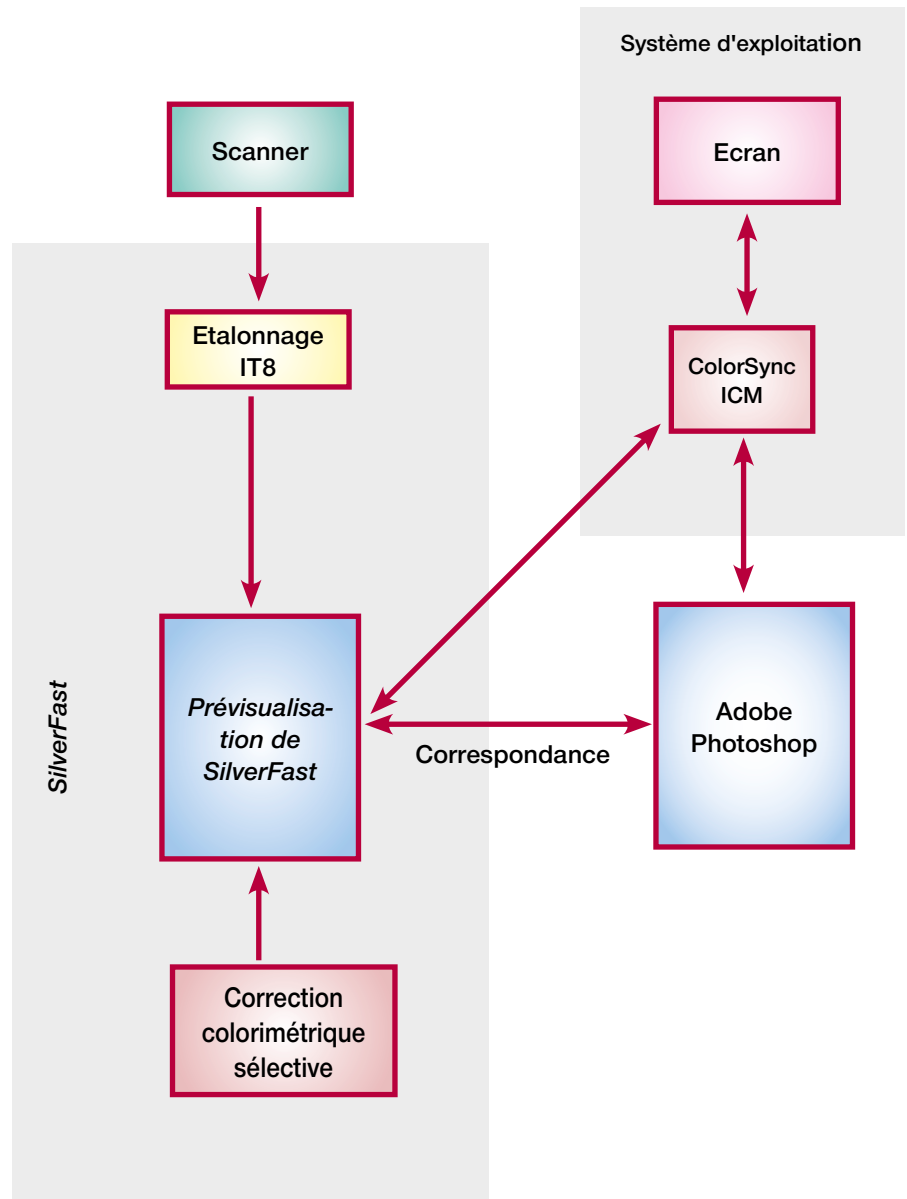 Système d'exploitation
Scanner
Ecran
Etalonnage
IT8
ColorSync
ICM
SilverFast
Prévisualisa-
tion de
SilverFast
Correspondance
Adobe
Photoshop
Correction
colorimétrique
sélective